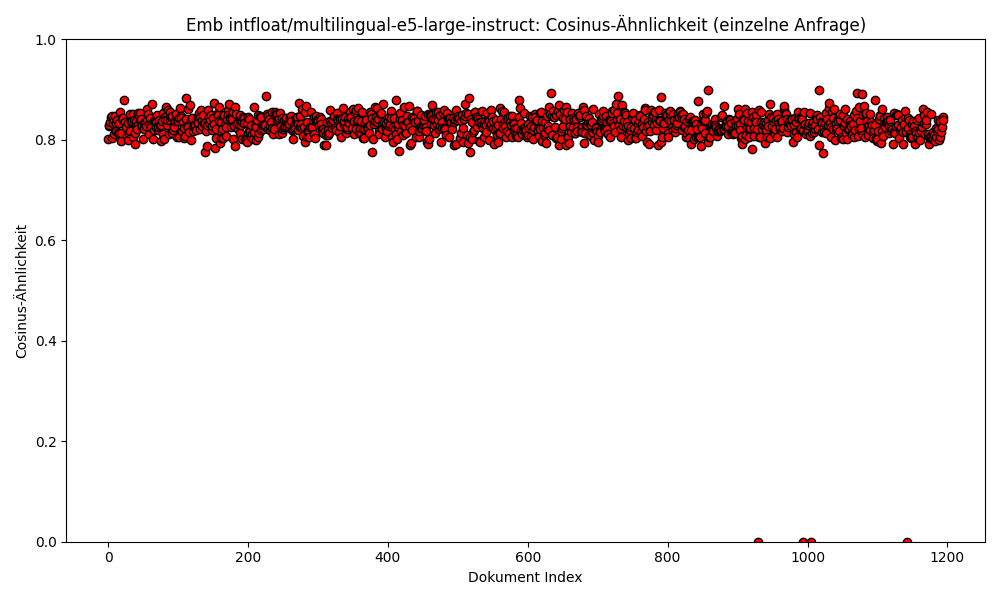 Emb intfloat/multilingual-e5-large-instruct: Cosinus-Ähnlichkeit (einzelne Anfrage)
1.0
0.8
0.6
0.4
0.2
0.0
Cosinus-Ähnlichkeit
0 200 400 600 800 1000 1200
Dokument Index